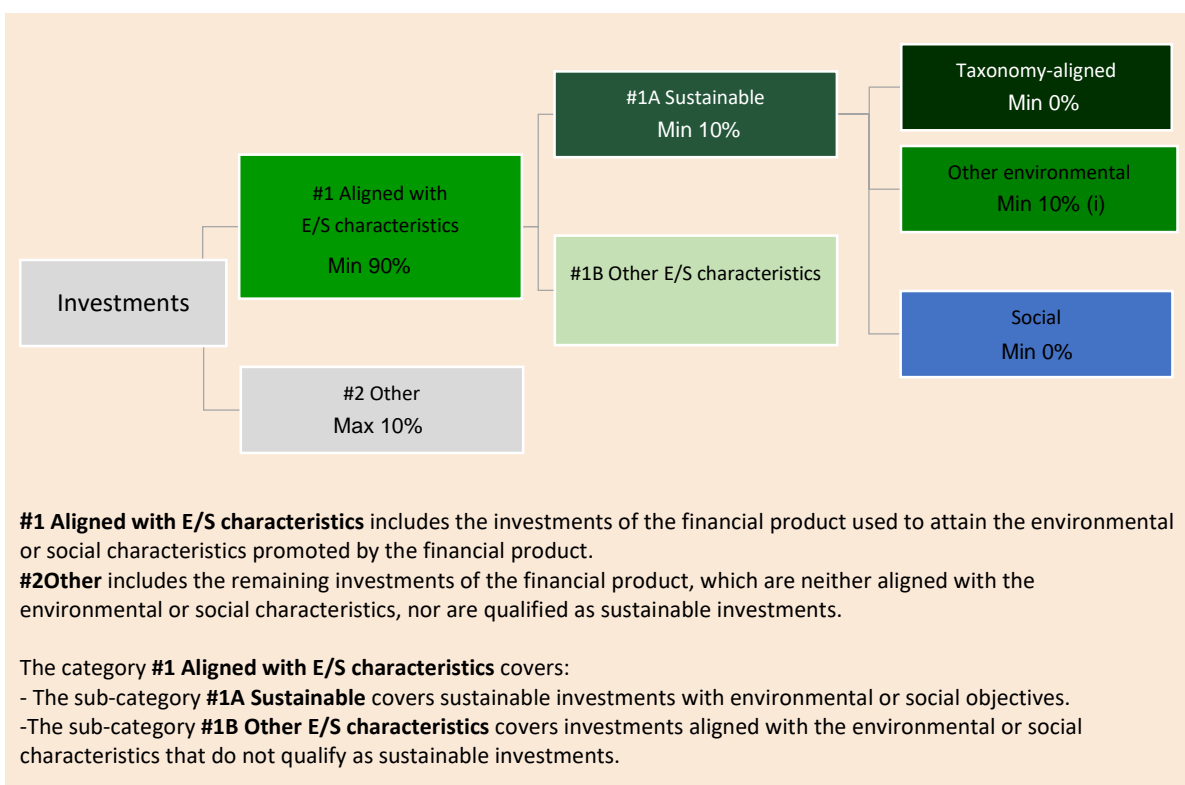 Taxonomy-aligned
Min 0%
#1A Sustainable
Min 10%
Other environmental
Min 10% (i)
#1 Aligned with
E/S characteristics
Min 90%
#1B Other E/S characteristics
Investments
Social
Min 0%
#2 Other
Max 10%
#1 Aligned with E/S characteristics includes the investments of the financial product used to attain the environmental
or social characteristics promoted by the financial product.
#2Other includes the remaining investments of the financial product, which are neither aligned with the
environmental or social characteristics, nor are qualified as sustainable investments.
The category #1 Aligned with E/S characteristics covers:
- The sub-category #1A Sustainable covers sustainable investments with environmental or social objectives.
-The sub-category #1B Other E/S characteristics covers investments aligned with the environmental or social
characteristics that do not qualify as sustainable investments.